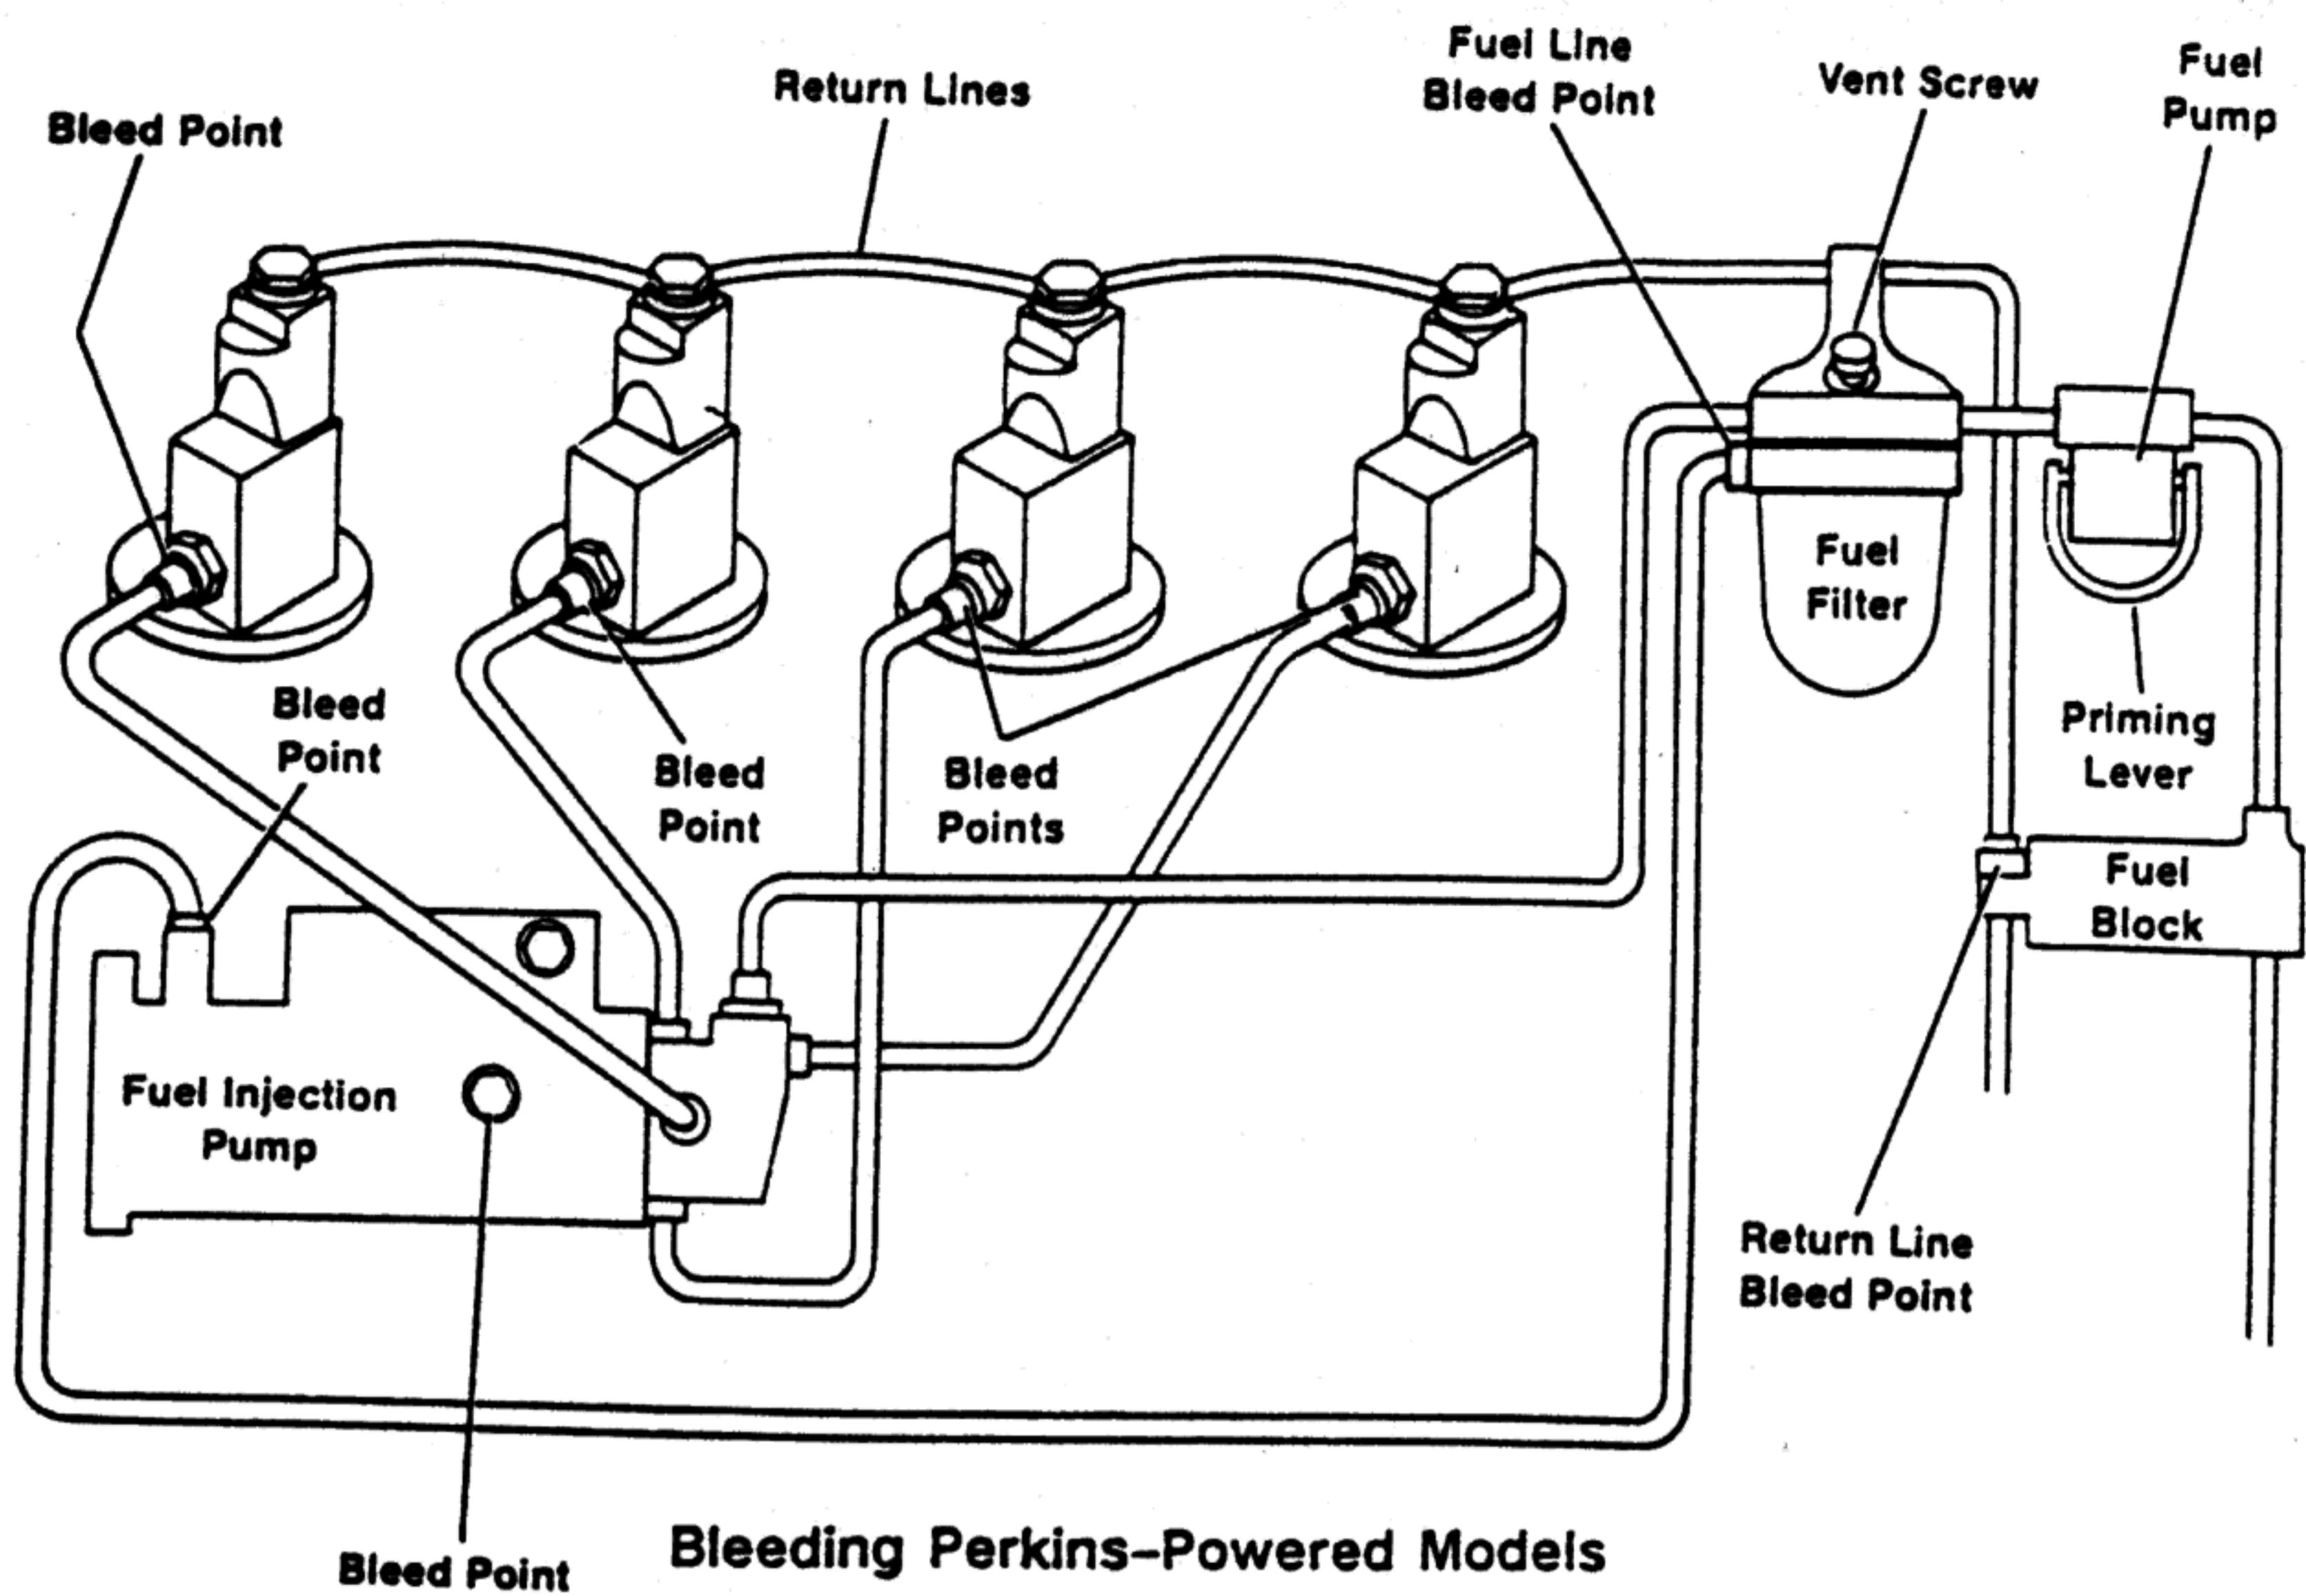 Fuel Line
Bleed Point
Vent Screw
Fuel
Pump
Return Lines
Bleed Point
Fuel
Filter
Priming
Lever
Bleed
Point
Bleed
Point
Bleed
Points
Fuel
Block
Fuel Injection
Pump
Return Line
Bleed Point
Bleed Point
Bleeding Perkins-Powered Models